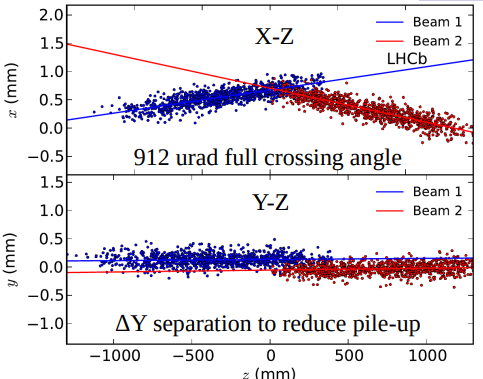 X-Z
Beam 1
Beam 2
LHCb
2.0
1.5
1.0
0.5
0.0
−0.5
x (mm)
912 urad full crossing angle
Y-Z
Beam 1
Beam 2
1.5
1.0
0.5
0.0
−0.5
−1.0
y (mm)
ΔY separation to reduce pile-up
−1000 −500 0 500 1000
z (mm)